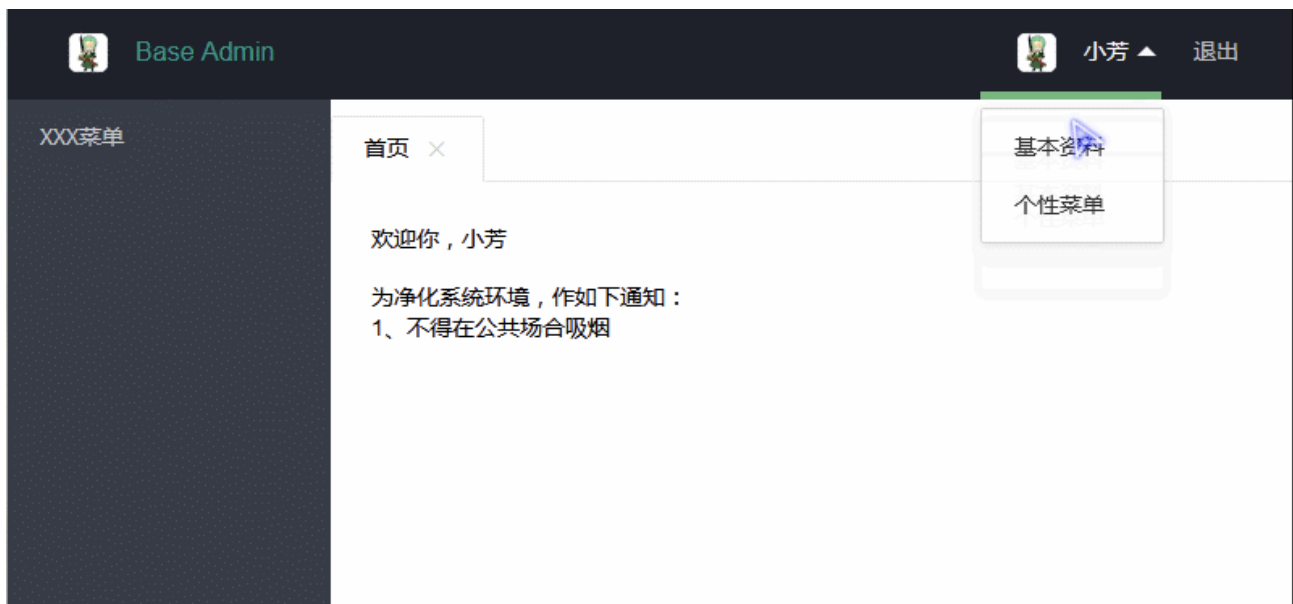 Base Admin
小芳
退出
XXX菜单
首页
基本资料
个性菜单
欢迎你，小芳
为净化系统环境，作如下通知：
1、不得在公共场合吸烟